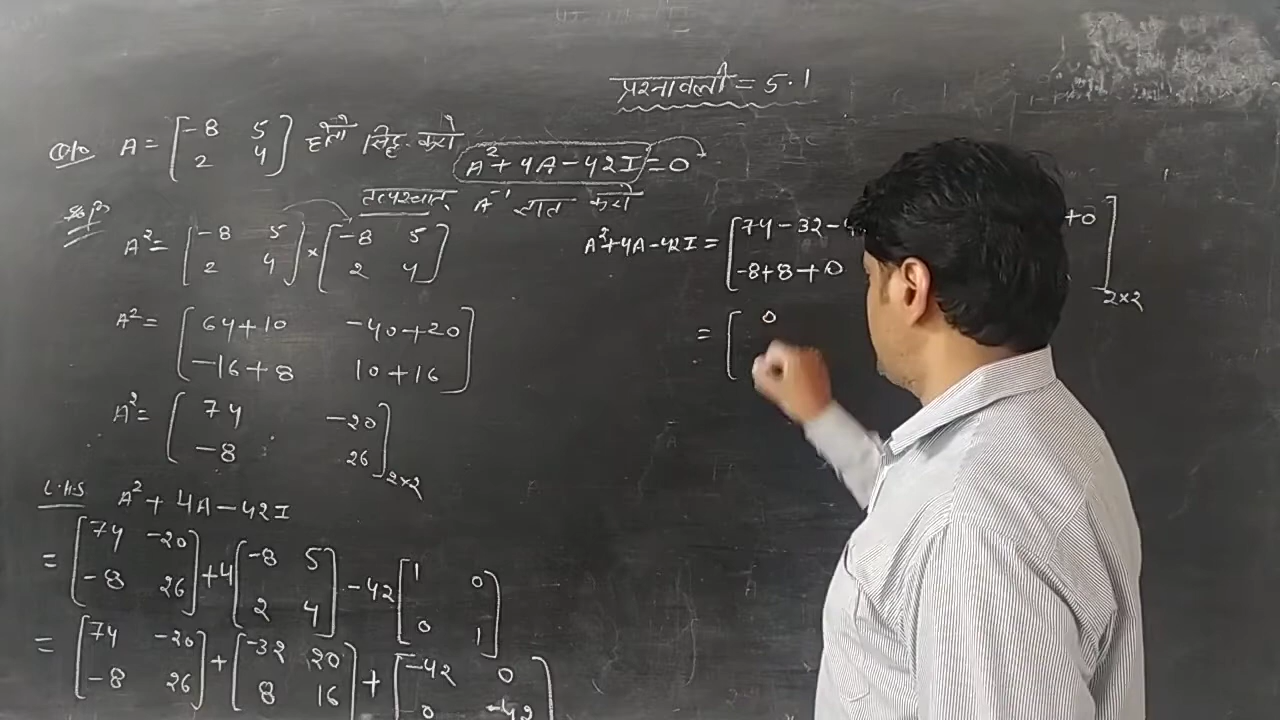 प्रश्नावली = 5.1
A = [-8 5
2 4] हो तो सिद्ध करो
A² + 4A - 42I = 0
तत्पश्चात् A⁻¹ ज्ञात करो
A² = [-8 5
2 4] × [-8 5
2 4]
A² = [64+10 -40+20
-16+8 10+16]
A² = [74 -20
-8 26]2×2
L.H.S A² + 4A - 42I
= [74 -20
-8 26] + 4[-8 5
2 4] - 42[1 0
0 1]
= [74 -20
-8 26] + [-32 20
8 16] + [-42 0
0 -42
A² + 4A - 42I = [74 - 32 - +0
-8 + 8 + 0 ]2×2
= [0